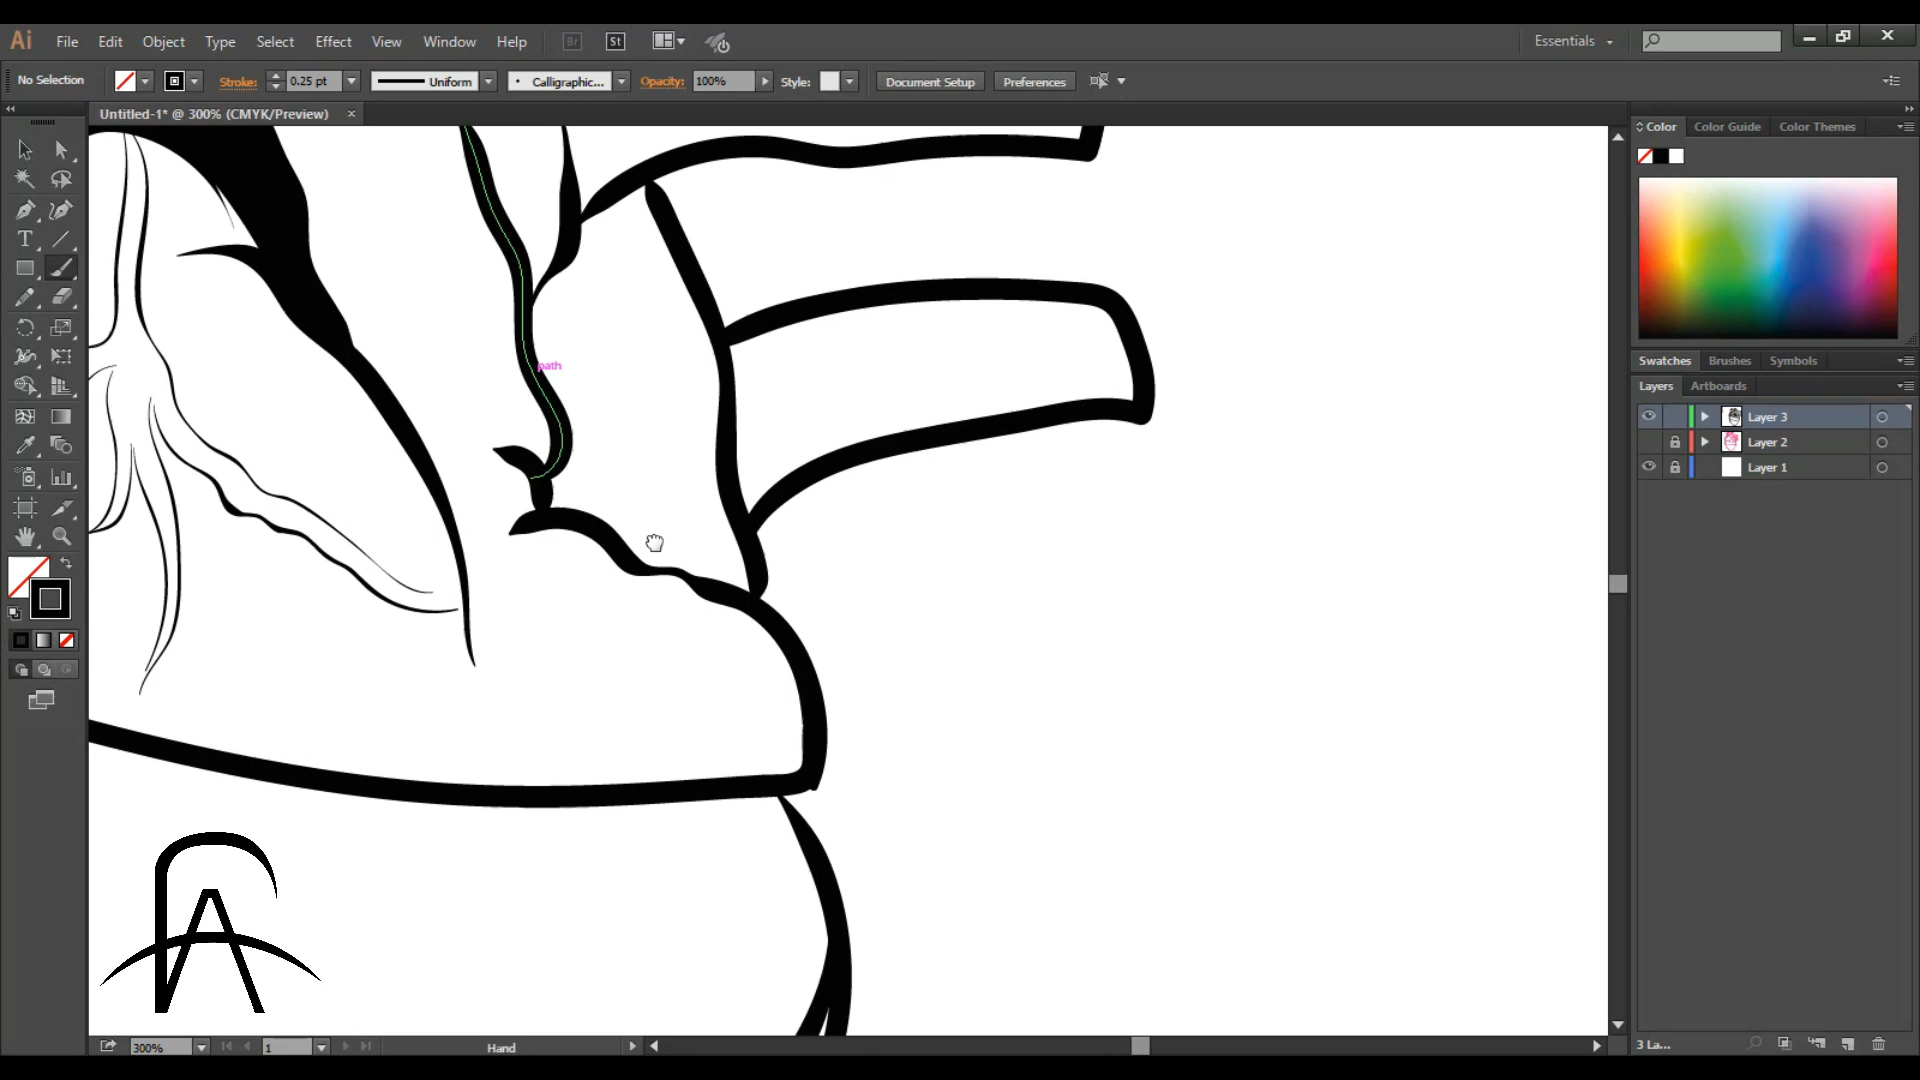 Ai File Edit Object Type Select Effect View Window Help Br St Essentials
No Selection Stroke: 0.25 pt Uniform Calligraphic... Opacity: 100% Style: Document Setup Preferences
Untitled-1* @ 300% (CMYK/Preview) ×
Color Color Guide Color Themes
path
Swatches Brushes Symbols
Layers Artboards
Layer 3
Layer 2
Layer 1
T
A
300% 1 Hand 3 La...